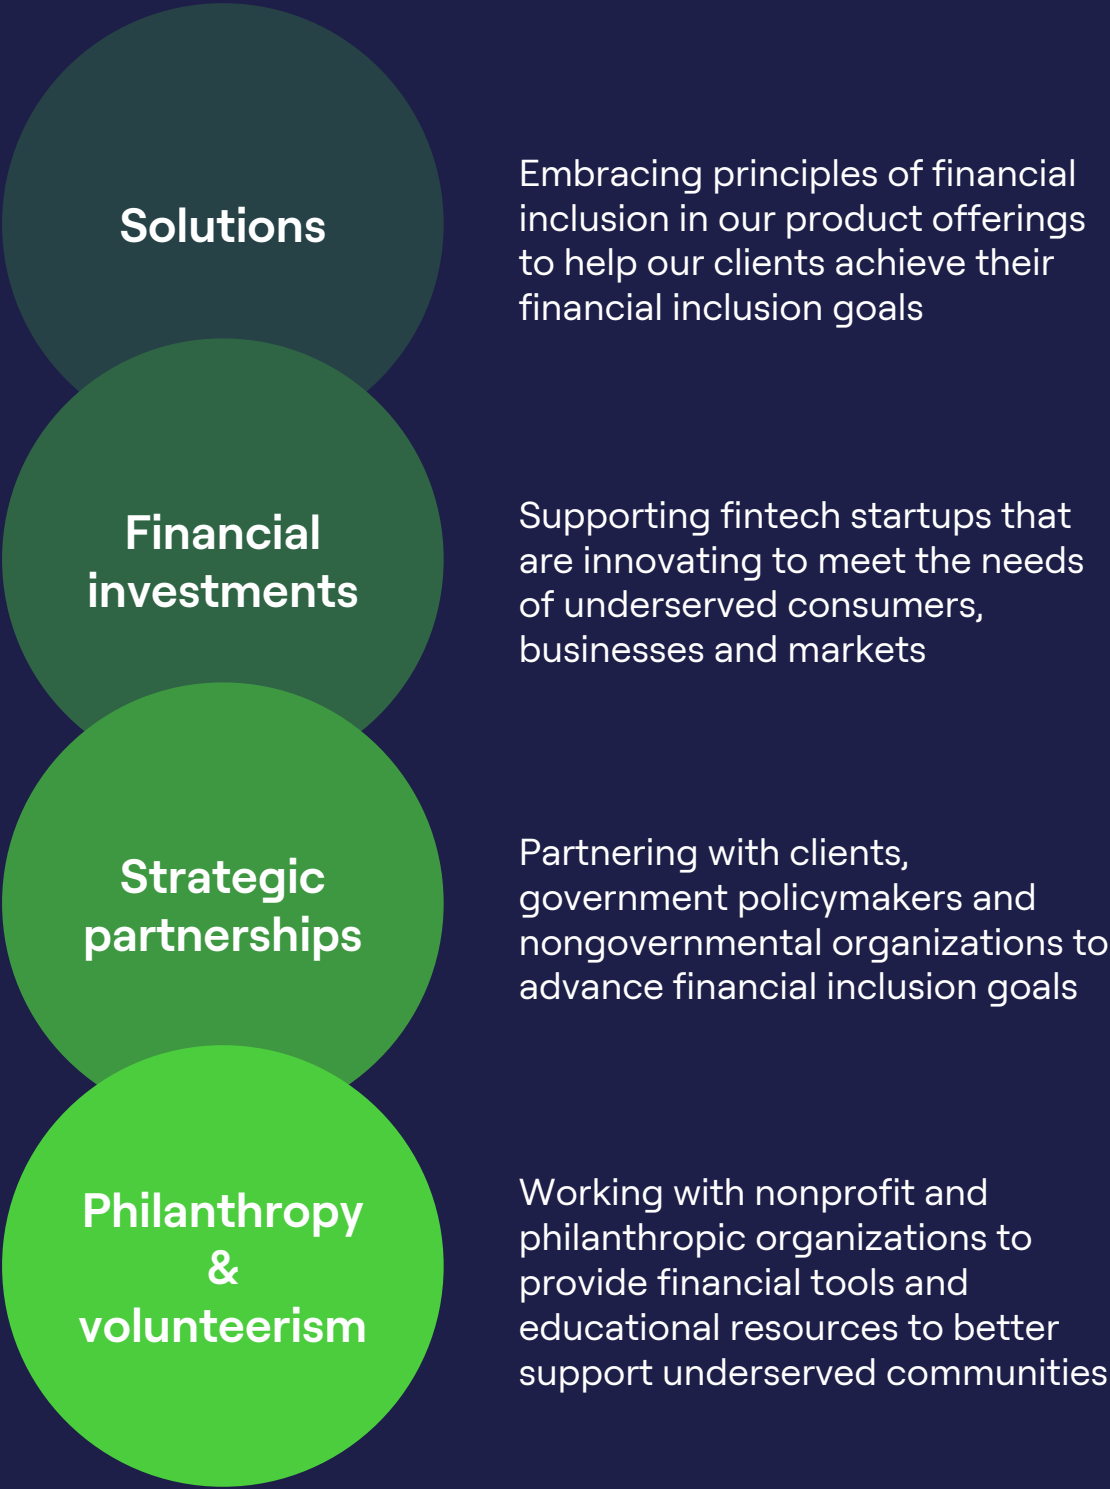 Solutions
Embracing principles of financial
inclusion in our product offerings
to help our clients achieve their
financial inclusion goals
Financial
investments
Supporting fintech startups that
are innovating to meet the needs
of underserved consumers,
businesses and markets
Strategic
partnerships
Partnering with clients,
government policymakers and
nongovernmental organizations to
advance financial inclusion goals
Philanthropy
&
volunteerism
Working with nonprofit and
philanthropic organizations to
provide financial tools and
educational resources to better
support underserved communities